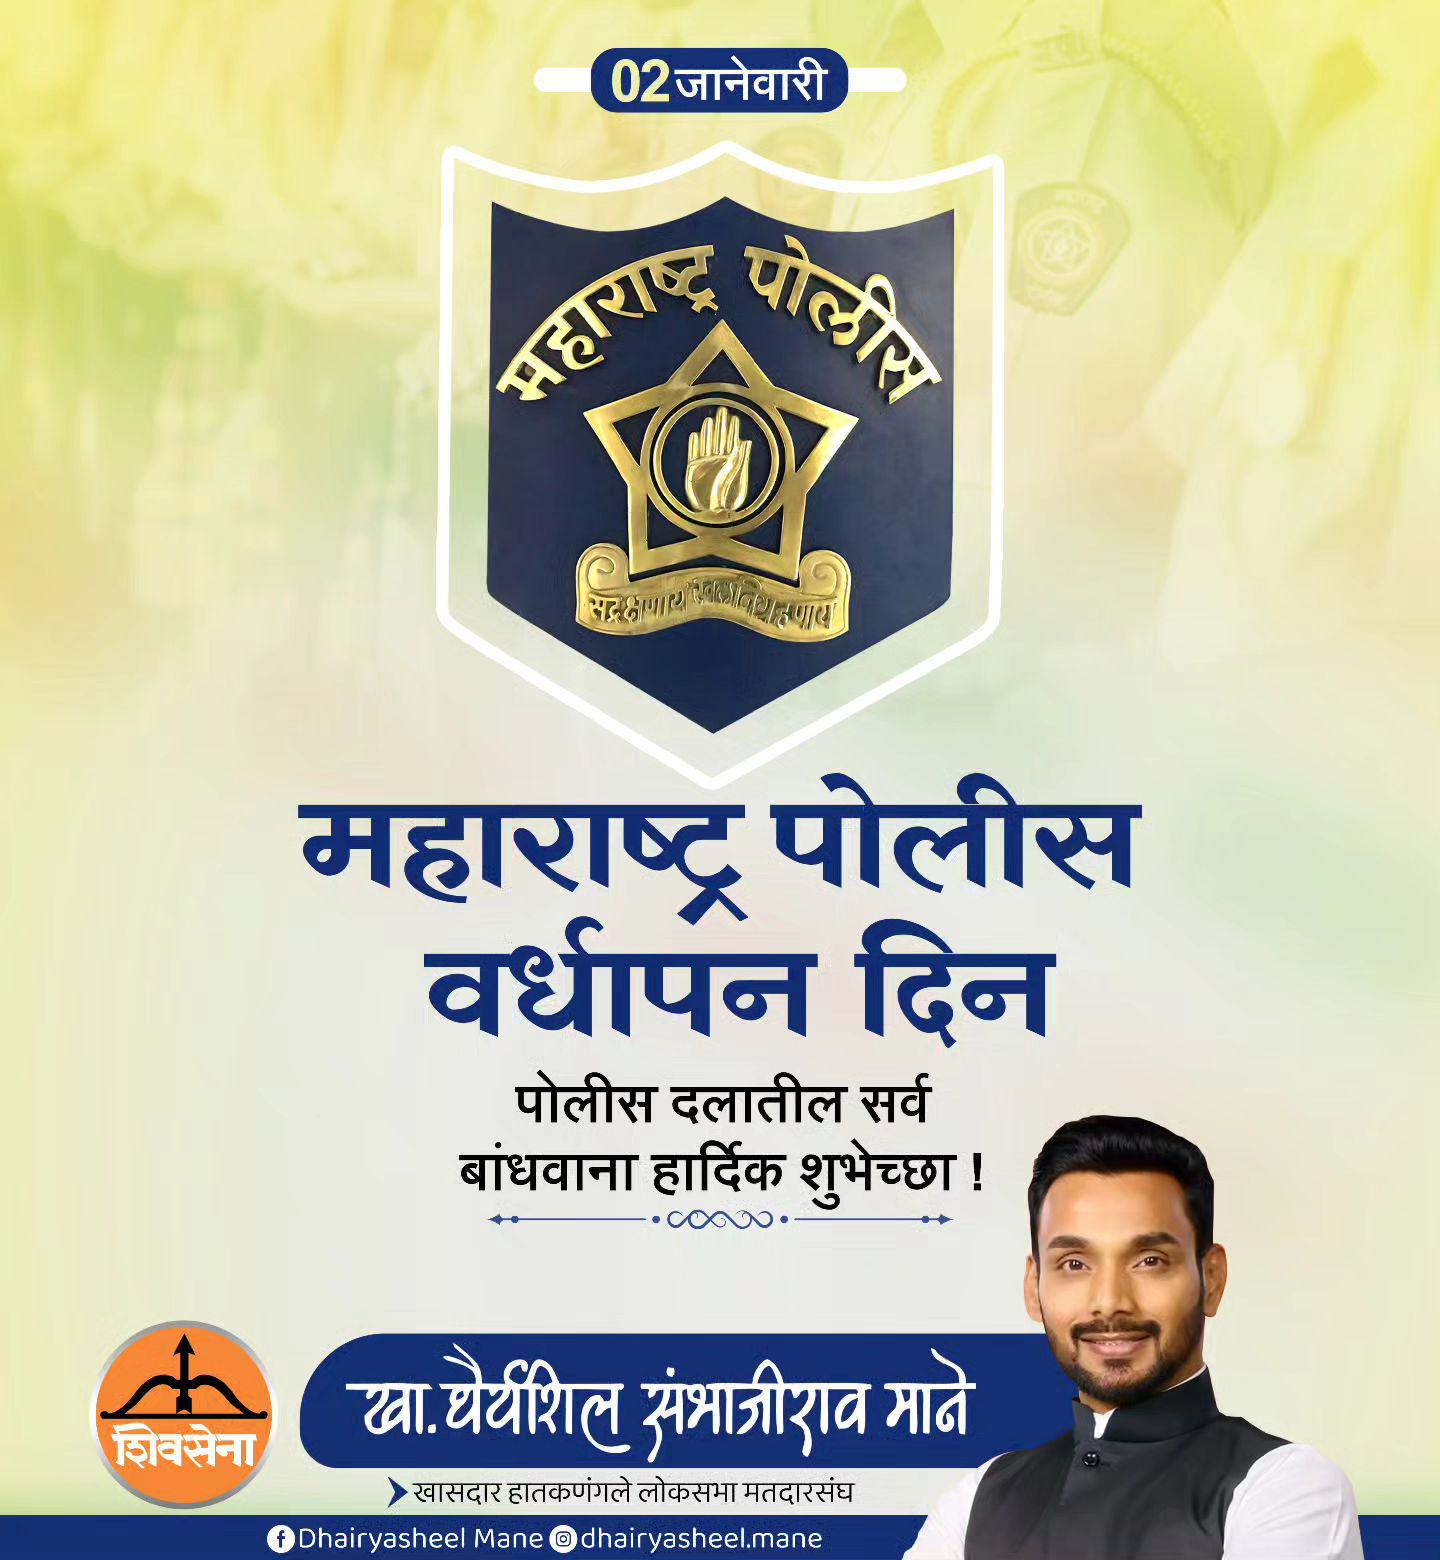 02 जानेवारी
महाराष्ट्र पोलीस
सद्रक्षणाय खलनिग्रहणाय
महाराष्ट्र पोलीस
वर्धापन दिन
पोलीस दलातील सर्व
बांधवाना हार्दिक शुभेच्छा !
खा. धैर्यशिल संभाजीराव माने
शिवसेना
खासदार हातकणंगले लोकसभा मतदारसंघ
Dhairyasheel Mane dhairyasheel.mane